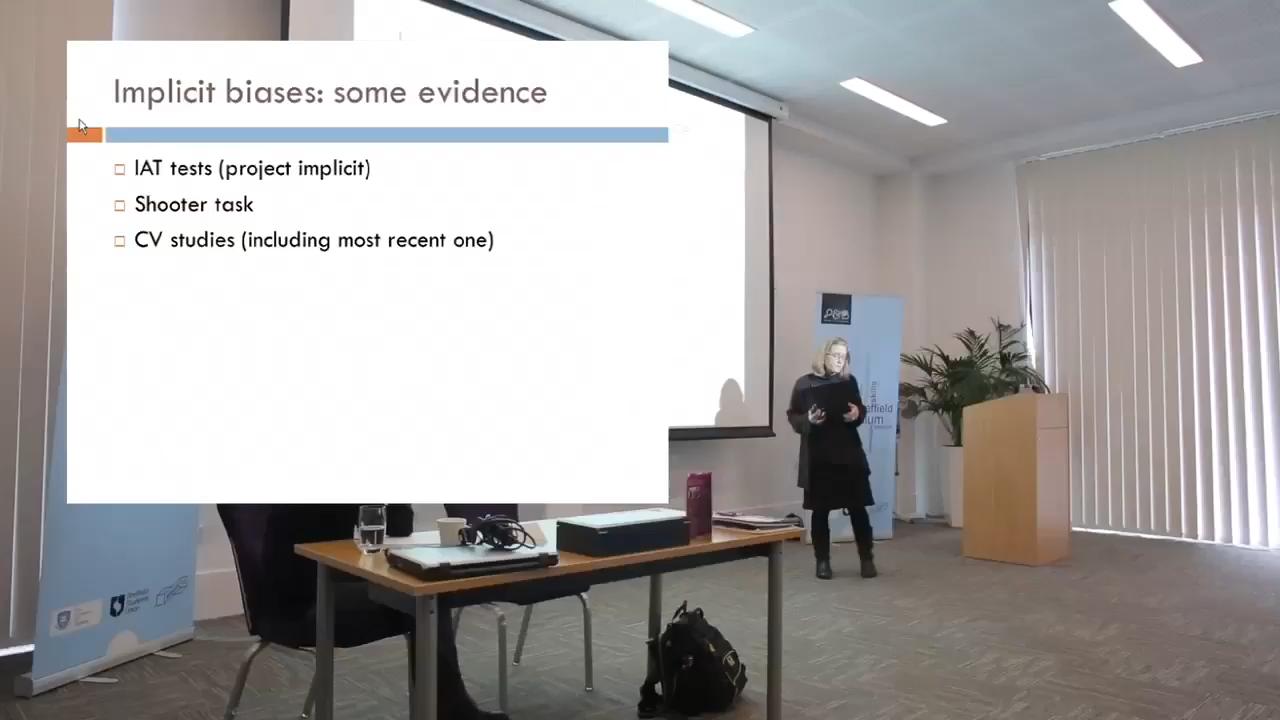 Implicit biases: some evidence
IAT tests (project implicit)
Shooter task
CV studies (including most recent one)